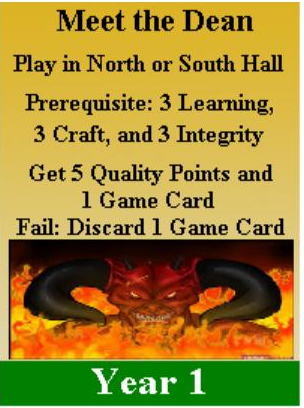 Meet the Dean
Play in North or South Hall
Prerequisite: 3 Learning,
3 Craft, and 3 Integrity
Get 5 Quality Points and
1 Game Card
Fail: Discard 1 Game Card
Year 1